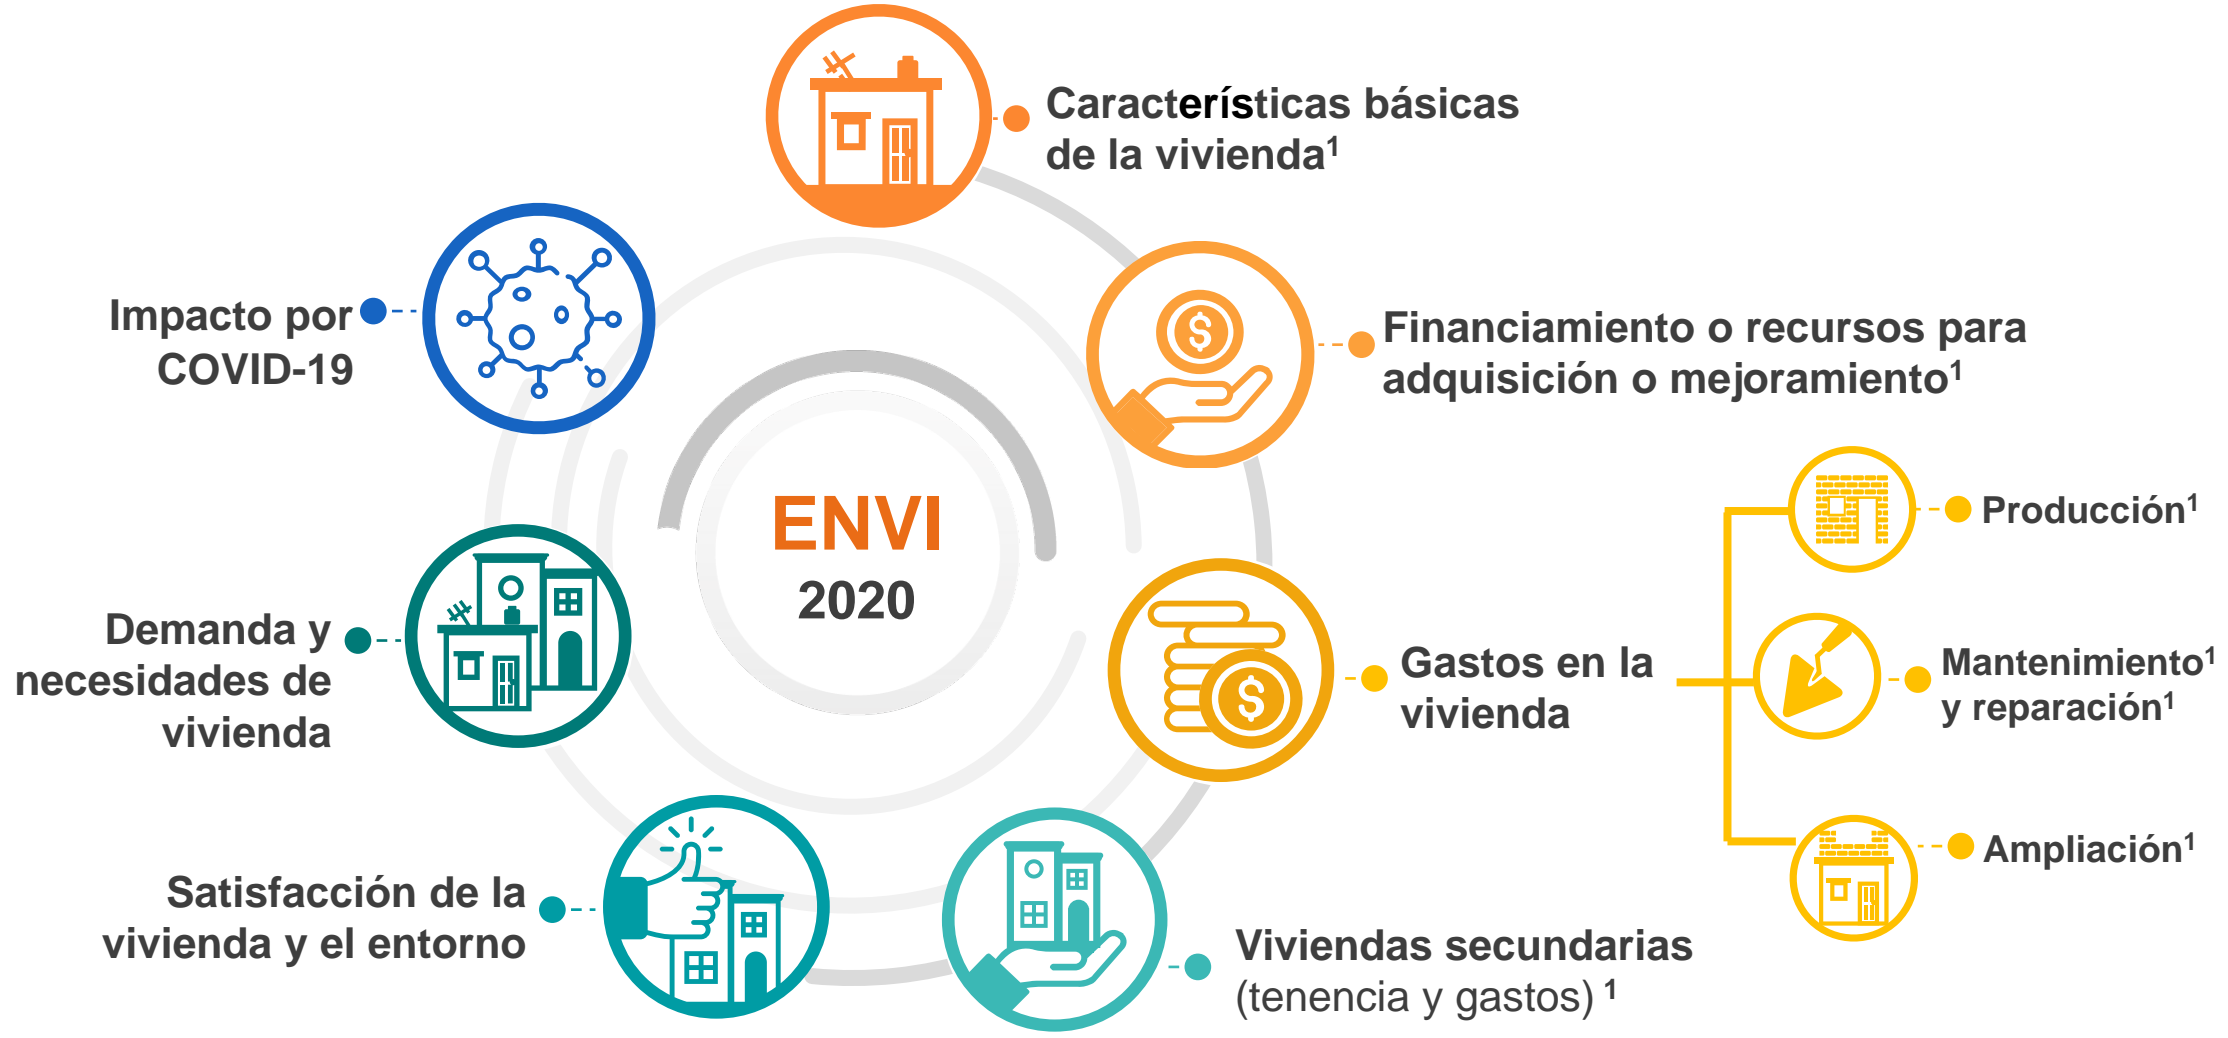 Características básicas
de la vivienda¹
Financiamiento o recursos para
adquisición o mejoramiento¹
Gastos en la
vivienda
Producción¹
Mantenimiento¹
y reparación¹
Ampliación¹
Viviendas secundarias
(tenencia y gastos) ¹
Satisfacción de la
vivienda y el entorno
Demanda y
necesidades de
vivienda
Impacto por
COVID-19
ENVI
2020